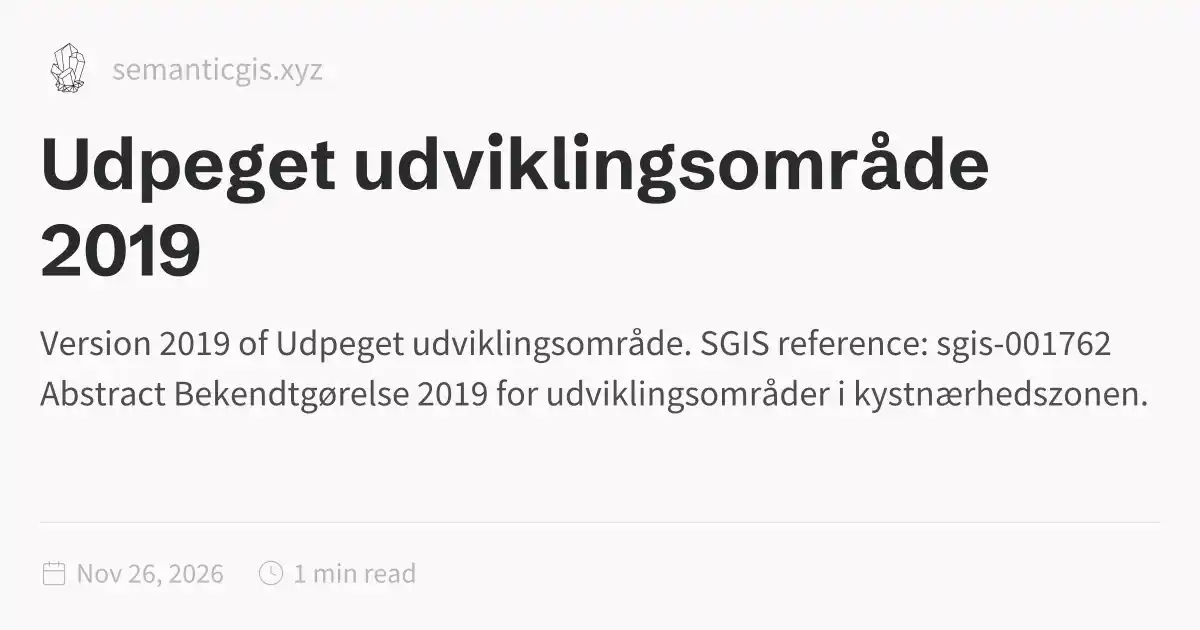 semanticgis.xyz
Udpeget udviklingsområde
2019
Version 2019 of Udpeget udviklingsområde. SGIS reference: sgis-001762
Abstract Bekendtgørelse 2019 for udviklingsområder i kystnærhedszonen.
Nov 26, 2026 1 min read